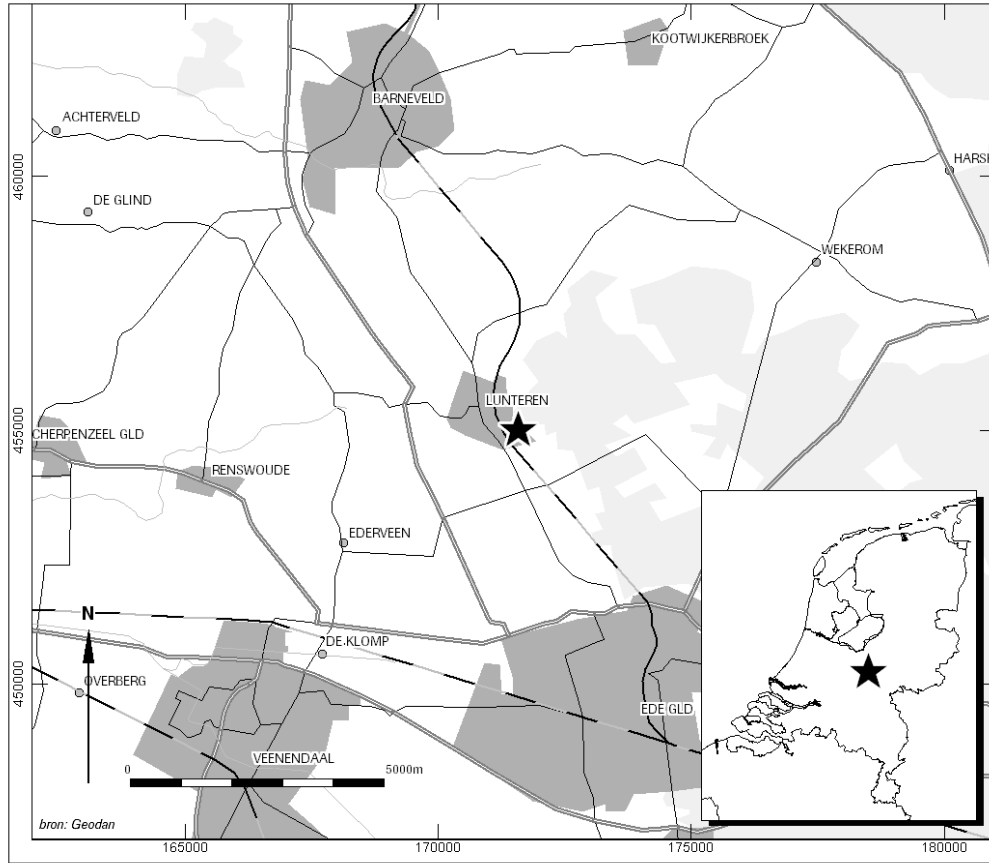 KOOTWIJKERBROEK
BARNEVELD
ACHTERVELD
460000
HARSK
DE GLIND
WEKEROM
LUNTEREN
455000
CHERPENZEEL GLD
RENSWOUDE
EDERVEEN
N
DE KLOMP
OVERBERG
450000
EDE GLD
VEENENDAAL
0
5000m
bron: Geodan
165000
170000
175000
180000